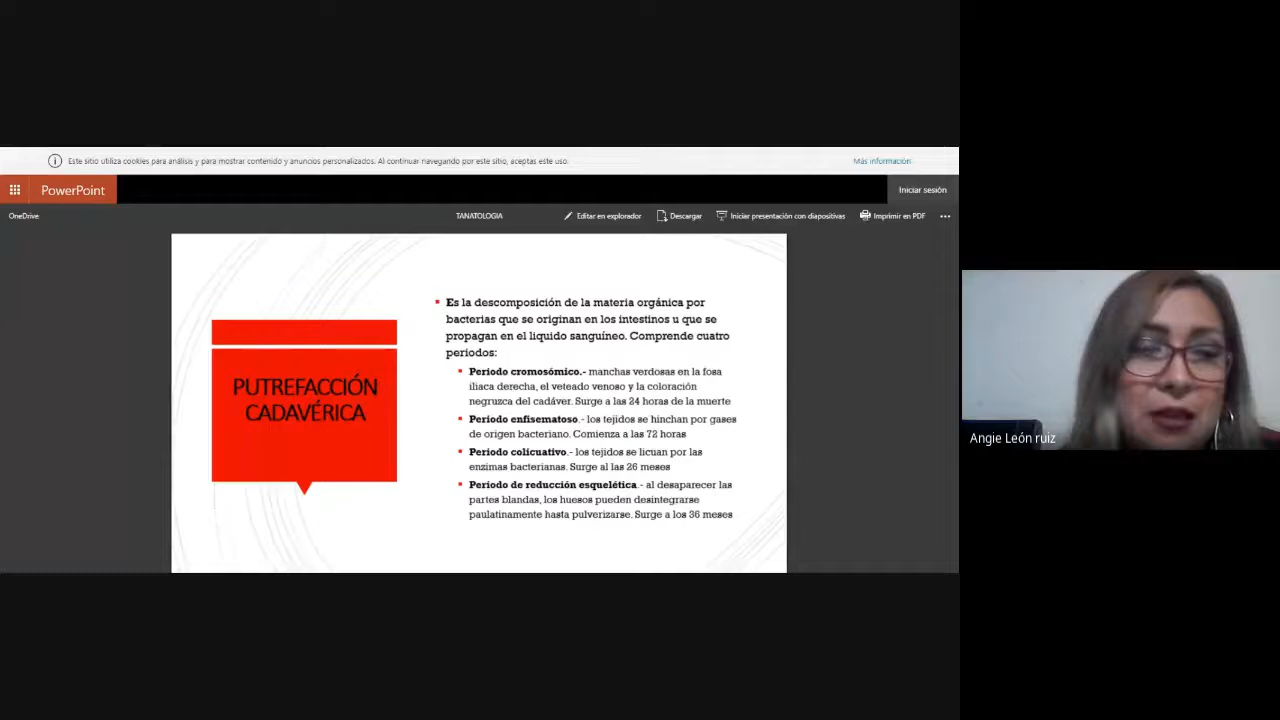 Este sitio utiliza cookies para análisis y para mostrar contenido y anuncios personalizados. Al continuar navegando por este sitio, aceptas este uso.
Más información
PowerPoint
Iniciar sesión
OneDrive
TANATOLOGIA
Editar en explorador
Descargar
Iniciar presentación con diapositivas
Imprimir en PDF
PUTREFACCIÓN
CADAVÉRICA
Es la descomposición de la materia orgánica por
bacterias que se originan en los intestinos u que se
propagan en el liquido sanguíneo. Comprende cuatro
periodos:
Periodo cromosómico.- manchas verdosas en la fosa
iliaca derecha, el veteado venoso y la coloración
negruzca del cadáver. Surge a las 24 horas de la muerte
Periodo enfisematoso.- los tejidos se hinchan por gases
de origen bacteriano. Comienza a las 72 horas
Periodo colicuativo.- los tejidos se licuan por las
enzimas bacterianas. Surge al las 26 meses
Periodo de reducción esquelética.- al desaparecer las
partes blandas, los huesos pueden desintegrarse
paulatinamente hasta pulverizarse. Surge a los 36 meses
Angie León ruiz